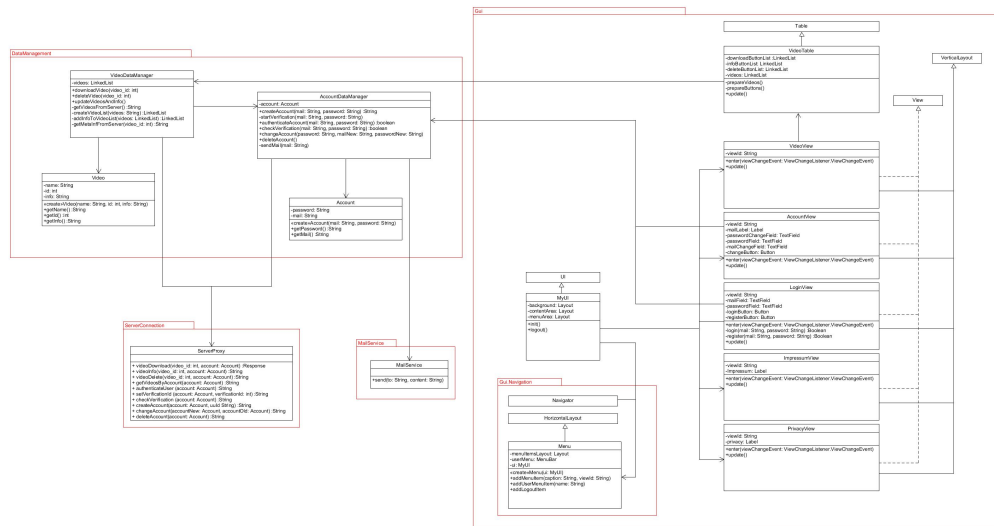 Gui
Table
VideoTable
-downloadButtonList :LinkedList
-infoButtonList: LinkedList
-deleteButtonList: LinkedList
-videos: LinkedList
-prepareVideos()
-prepareButtons()
+update()
VerticalLayout
View
DataManagement
VideoDataManager
-videos: LinkedList
+downloadVideo(video_id: int)
+deleteVideo(video_id: int)
+updateVideosAndInfo()
-getVideosFromServer() :String
-createVideoList(videos: String) :LinkedList
-addInfoToVideoList(videos: LinkedList) :LinkedList
-getMetaInfFromServer(video_id: int) :String
AccountDataManager
-account: Account
+createAccount(mail: String, password: String) :String
-startVerification(mail: String, password: String)
+authenticateAccount(mail: String, password: String) :boolean
+checkVerification(mail: String, password: String) :boolean
+changeAccount(password: String, mailNew: String, passwordNew: String)
+deleteAccount()
-sendMail(mail: String)
Video
-name: String
-id: int
-info: String
«create»Video(name: String, id: int, info: String)
+getName() :String
+getId() :int
+getInfo() :String
Account
-password: String
-mail: String
«create»Account(mail: String, password: String)
+getPassword() :String
+getMail() :String
VideoView
-viewId: String
+enter(viewChangeEvent: ViewChangeListener.ViewChangeEvent)
+update()
AccountView
-viewId: String
-mailLabel: Label
-passwordChangeField: TextField
-passwordField: TextField
-mailChangeField: TextField
-changeButton: Button
+enter(viewChangeEvent: ViewChangeListener.ViewChangeEvent)
+update()
UI
MyUI
-background: Layout
-contentArea: Layout
-menuArea: Layout
+init()
+logout()
LoginView
-viewId: String
-mailField: TextField
-passwordField: TextField
-loginButton: Button
-registerButton: Button
+enter(viewChangeEvent: ViewChangeListener.ViewChangeEvent)
+login(mail: String, password: String) :Boolean
+register(mail: String, password: String) :Boolean
+update()
ServerConnection
ServerProxy
+ videoDownload(video_id: int, account: Account) :Response
+ videoInfo(video_id: int, account: Account) :String
+ videoDelete(video_id: int, account: Account) :String
+ getVideosByAccount(account: Account) :String
+ authenticateUser (account: Account) :String
+ setVerificationId (account: Account, verificationId: int) :String
+ checkVerification (account: Account) :String
+ createAccount(account: Account, uuid String) :String
+ changeAccount(accountNew: Account, accountOld: Account) :String
+ deleteAccount(account: Account) :String
MailService
MailService
+send(to: String, content: String)
ImpressumView
-viewId: String
-Impressum: Label
+enter(viewChangeEvent: ViewChangeListener.ViewChangeEvent)
+update()
Gui.Navigation
Navigator
HorizontalLayout
Menu
-menuItemsLayout: Layout
-userMenu: MenuBar
-ui: MyUI
«create»Menu(ui: MyUI)
+addMenuItem(caption: String, viewId: String)
+addUserMenuItem(name: String)
+addLogoutItem
PrivacyView
-viewId: String
-privacy: Label
+enter(viewChangeEvent: ViewChangeListener.ViewChangeEvent)
+update()